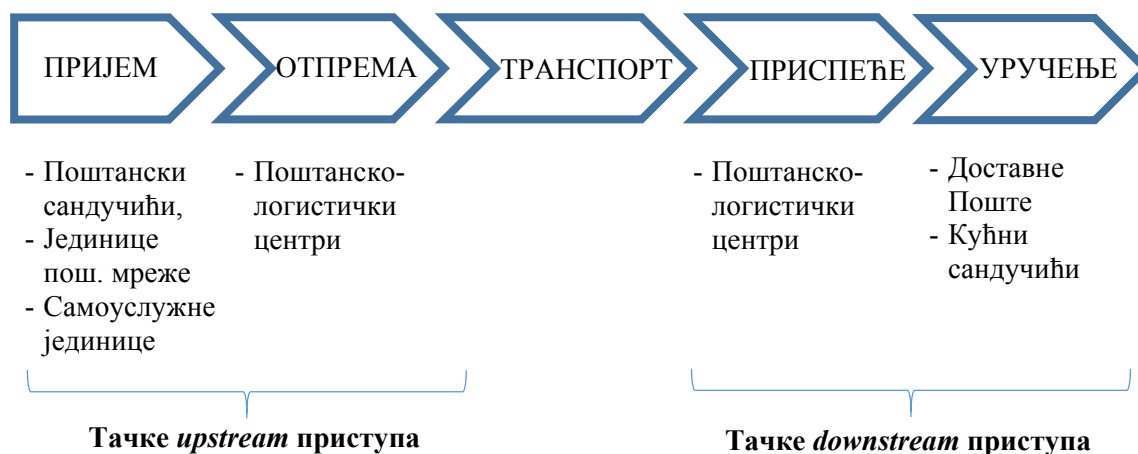 ПРИЈЕМ
ОТПРЕМА
ТРАНСПОРТ
ПРИСПЕЋЕ
УРУЧЕЊЕ
- Поштански
сандучићи,
- Јединице
пош. мреже
- Самоуслужне
јединице
- Поштанско-
логистички
центри
- Поштанско-
логистички
центри
- Доставне
Поште
- Кућни
сандучићи
Тачке upstream приступа
Тачке downstream приступа